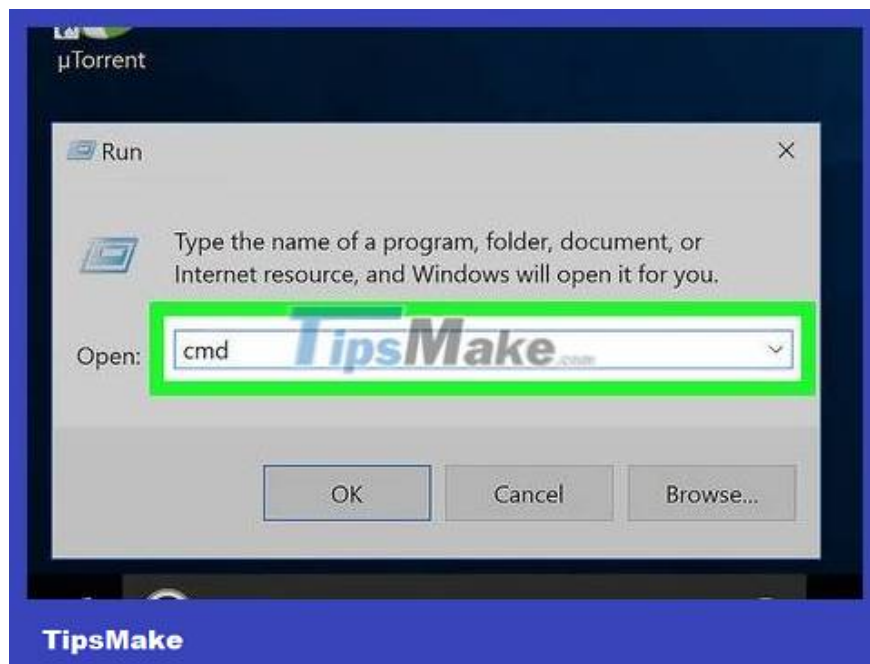 µTorrent
Run
Type the name of a program, folder, document, or
Internet resource, and Windows will open it for you.
Open: cmd
TipsMake.com
OK Cancel Browse...
TipsMake